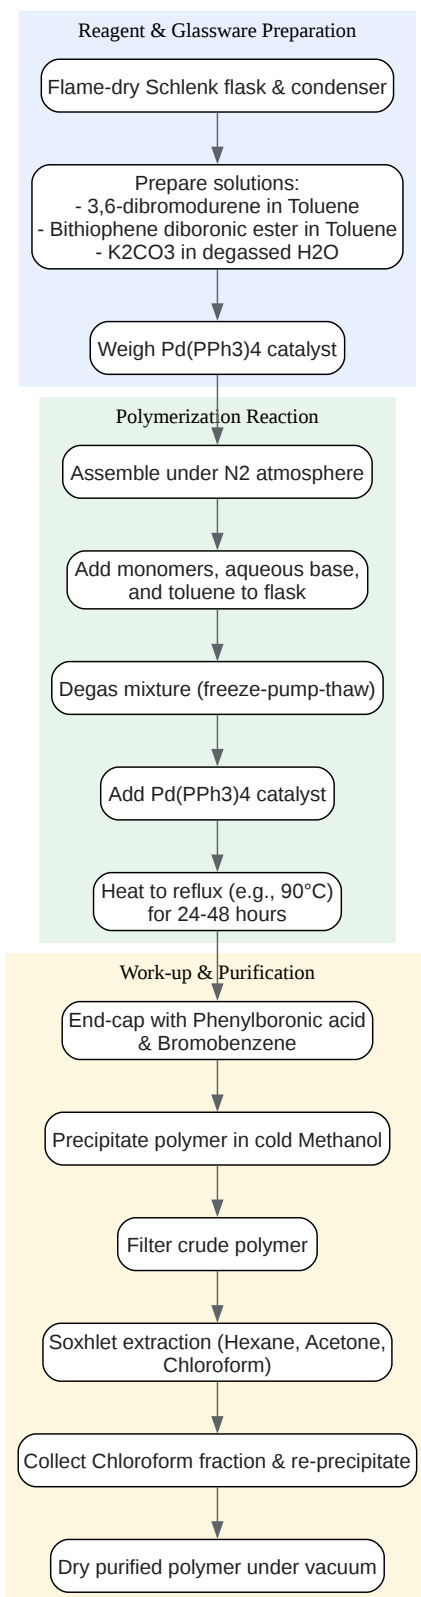 Reagent & Glassware Preparation
Flame-dry Schlenk flask & condenser
Prepare solutions:
- 3,6-dibromodurene in Toluene
- Bithiophene diboronic ester in Toluene
- K2CO3 in degassed H2O
Weigh Pd(PPh3)4 catalyst
Polymerization Reaction
Assemble under N2 atmosphere
Add monomers, aqueous base,
and toluene to flask
Degas mixture (freeze-pump-thaw)
Add Pd(PPh3)4 catalyst
Heat to reflux (e.g., 90°C)
for 24-48 hours
Work-up & Purification
End-cap with Phenylboronic acid
& Bromobenzene
Precipitate polymer in cold Methanol
Filter crude polymer
Soxhlet extraction (Hexane, Acetone,
Chloroform)
Collect Chloroform fraction & re-precipitate
Dry purified polymer under vacuum